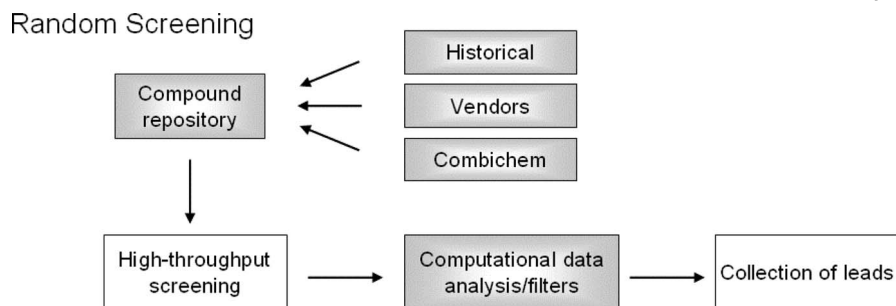 Random Screening
Historical
Compound
repository
Vendors
Combichem
High-throughput
screening
Computational data
analysis/filters
Collection of leads